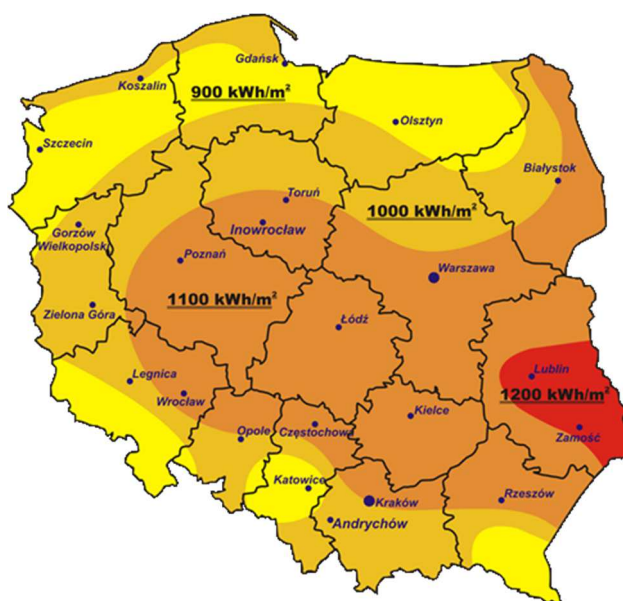 Gdańsk
Koszalin
900 kWh/m²
Olsztyn
Szczecin
Białystok
Toruń
1000 kWh/m²
Gorzów
Wielkopolski
Inowrocław
Poznań
Warszawa
1100 kWh/m²
Zielona Góra
Łódź
Lublin
Legnica
1200 kWh/m²
Wrocław
Kielce
Opole
Częstochowa
Zamość
Katowice
Kraków
Rzeszów
Andrychów